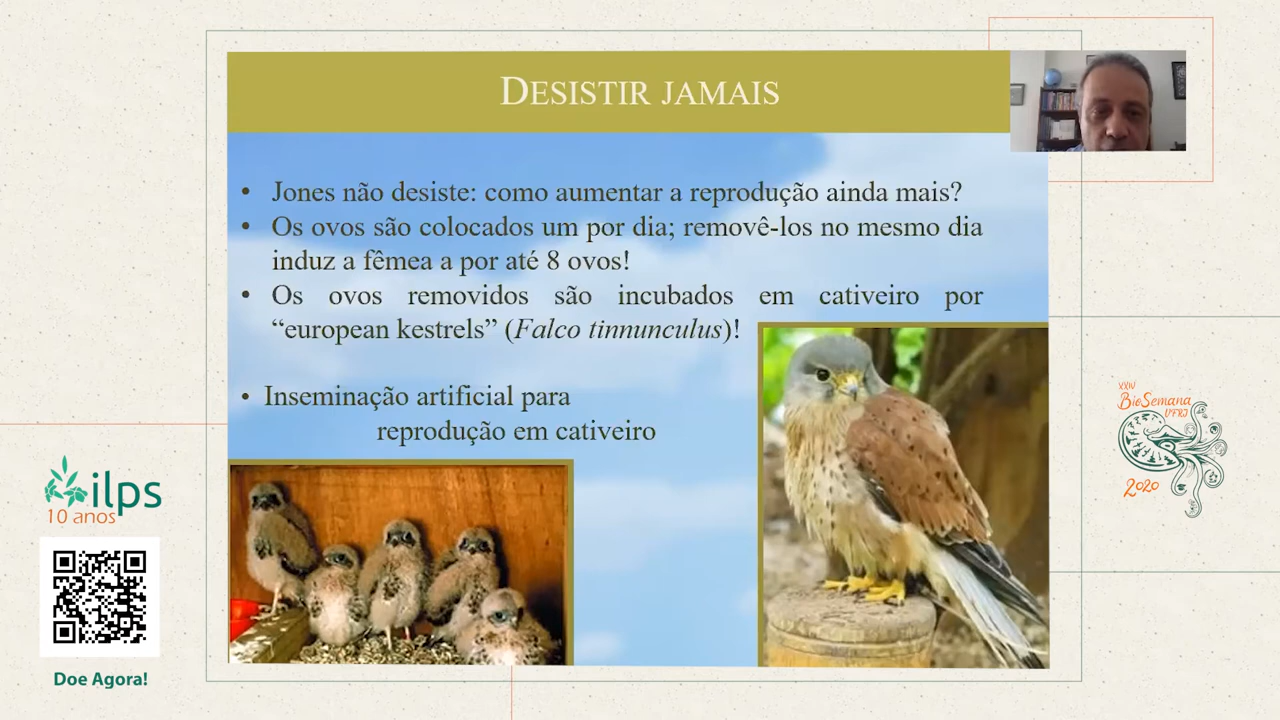 DESISTIR JAMAIS
• Jones não desiste: como aumentar a reprodução ainda mais?
• Os ovos são colocados um por dia; removê-los no mesmo dia
induz a fêmea a por até 8 ovos!
• Os ovos removidos são incubados em cativeiro por
“european kestrels” (Falco tinnunculus)!
• Inseminação artificial para
reprodução em cativeiro
ilps
10 anos
Doe Agora!
XXIV
BioSemana
UFRJ
2020